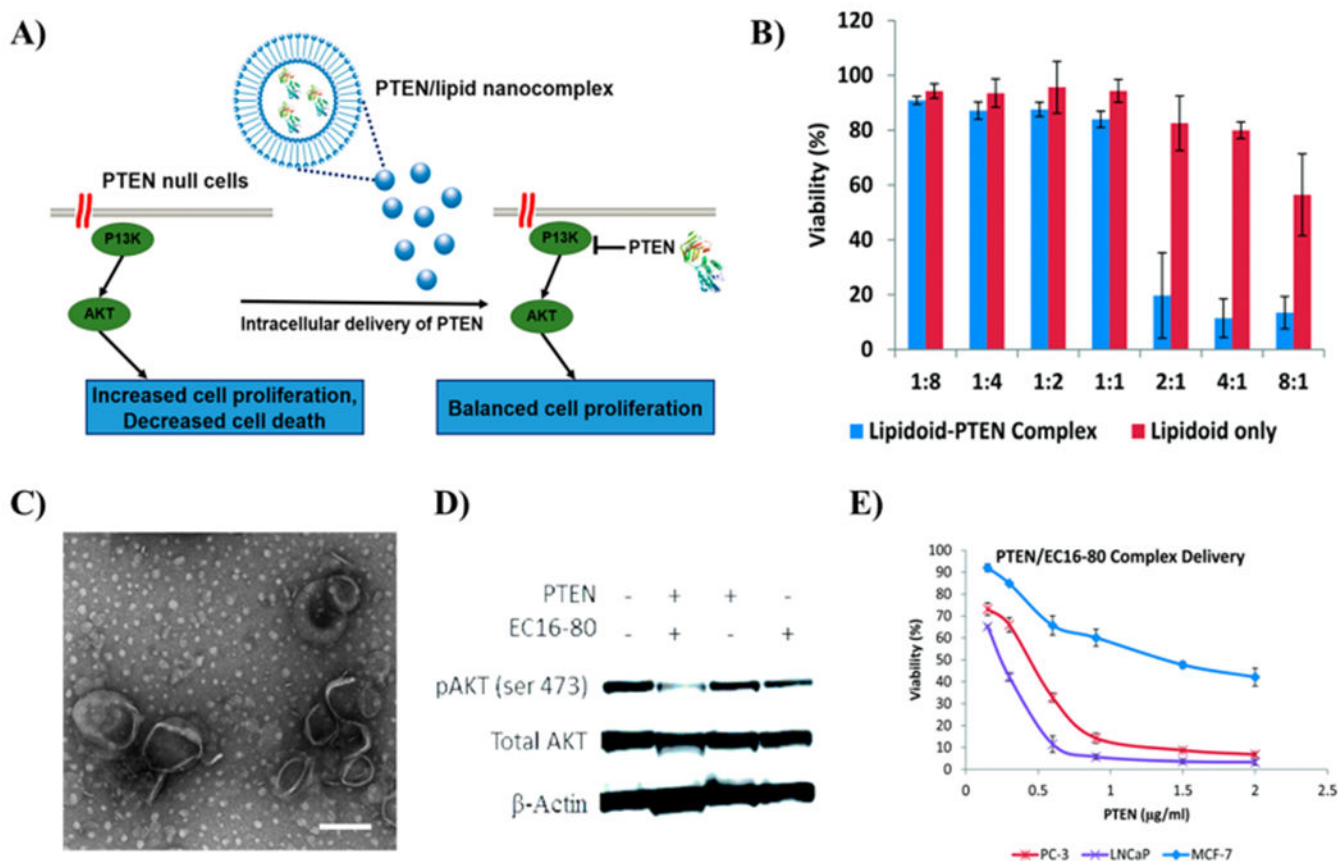 A)
PTEN/lipid nanocomplex
PTEN null cells
P13K
AKT
Increased cell proliferation,
Decreased cell death
Intracellular delivery of PTEN
P13K
PTEN
AKT
Balanced cell proliferation
B)
Viability (%)
120
100
80
60
40
20
0
1:8 1:4 1:2 1:1 2:1 4:1 8:1
Lipidoid-PTEN Complex Lipidoid only
C)
D)
PTEN - + + -
EC16-80 - + - +
pAKT (ser 473)
Total AKT
β-Actin
E)
PTEN/EC16-80 Complex Delivery
Viability (%)
100
90
80
70
60
50
40
30
20
10
0
0 0.5 1 1.5 2 2.5
PTEN (µg/ml)
PC-3 LNCaP MCF-7